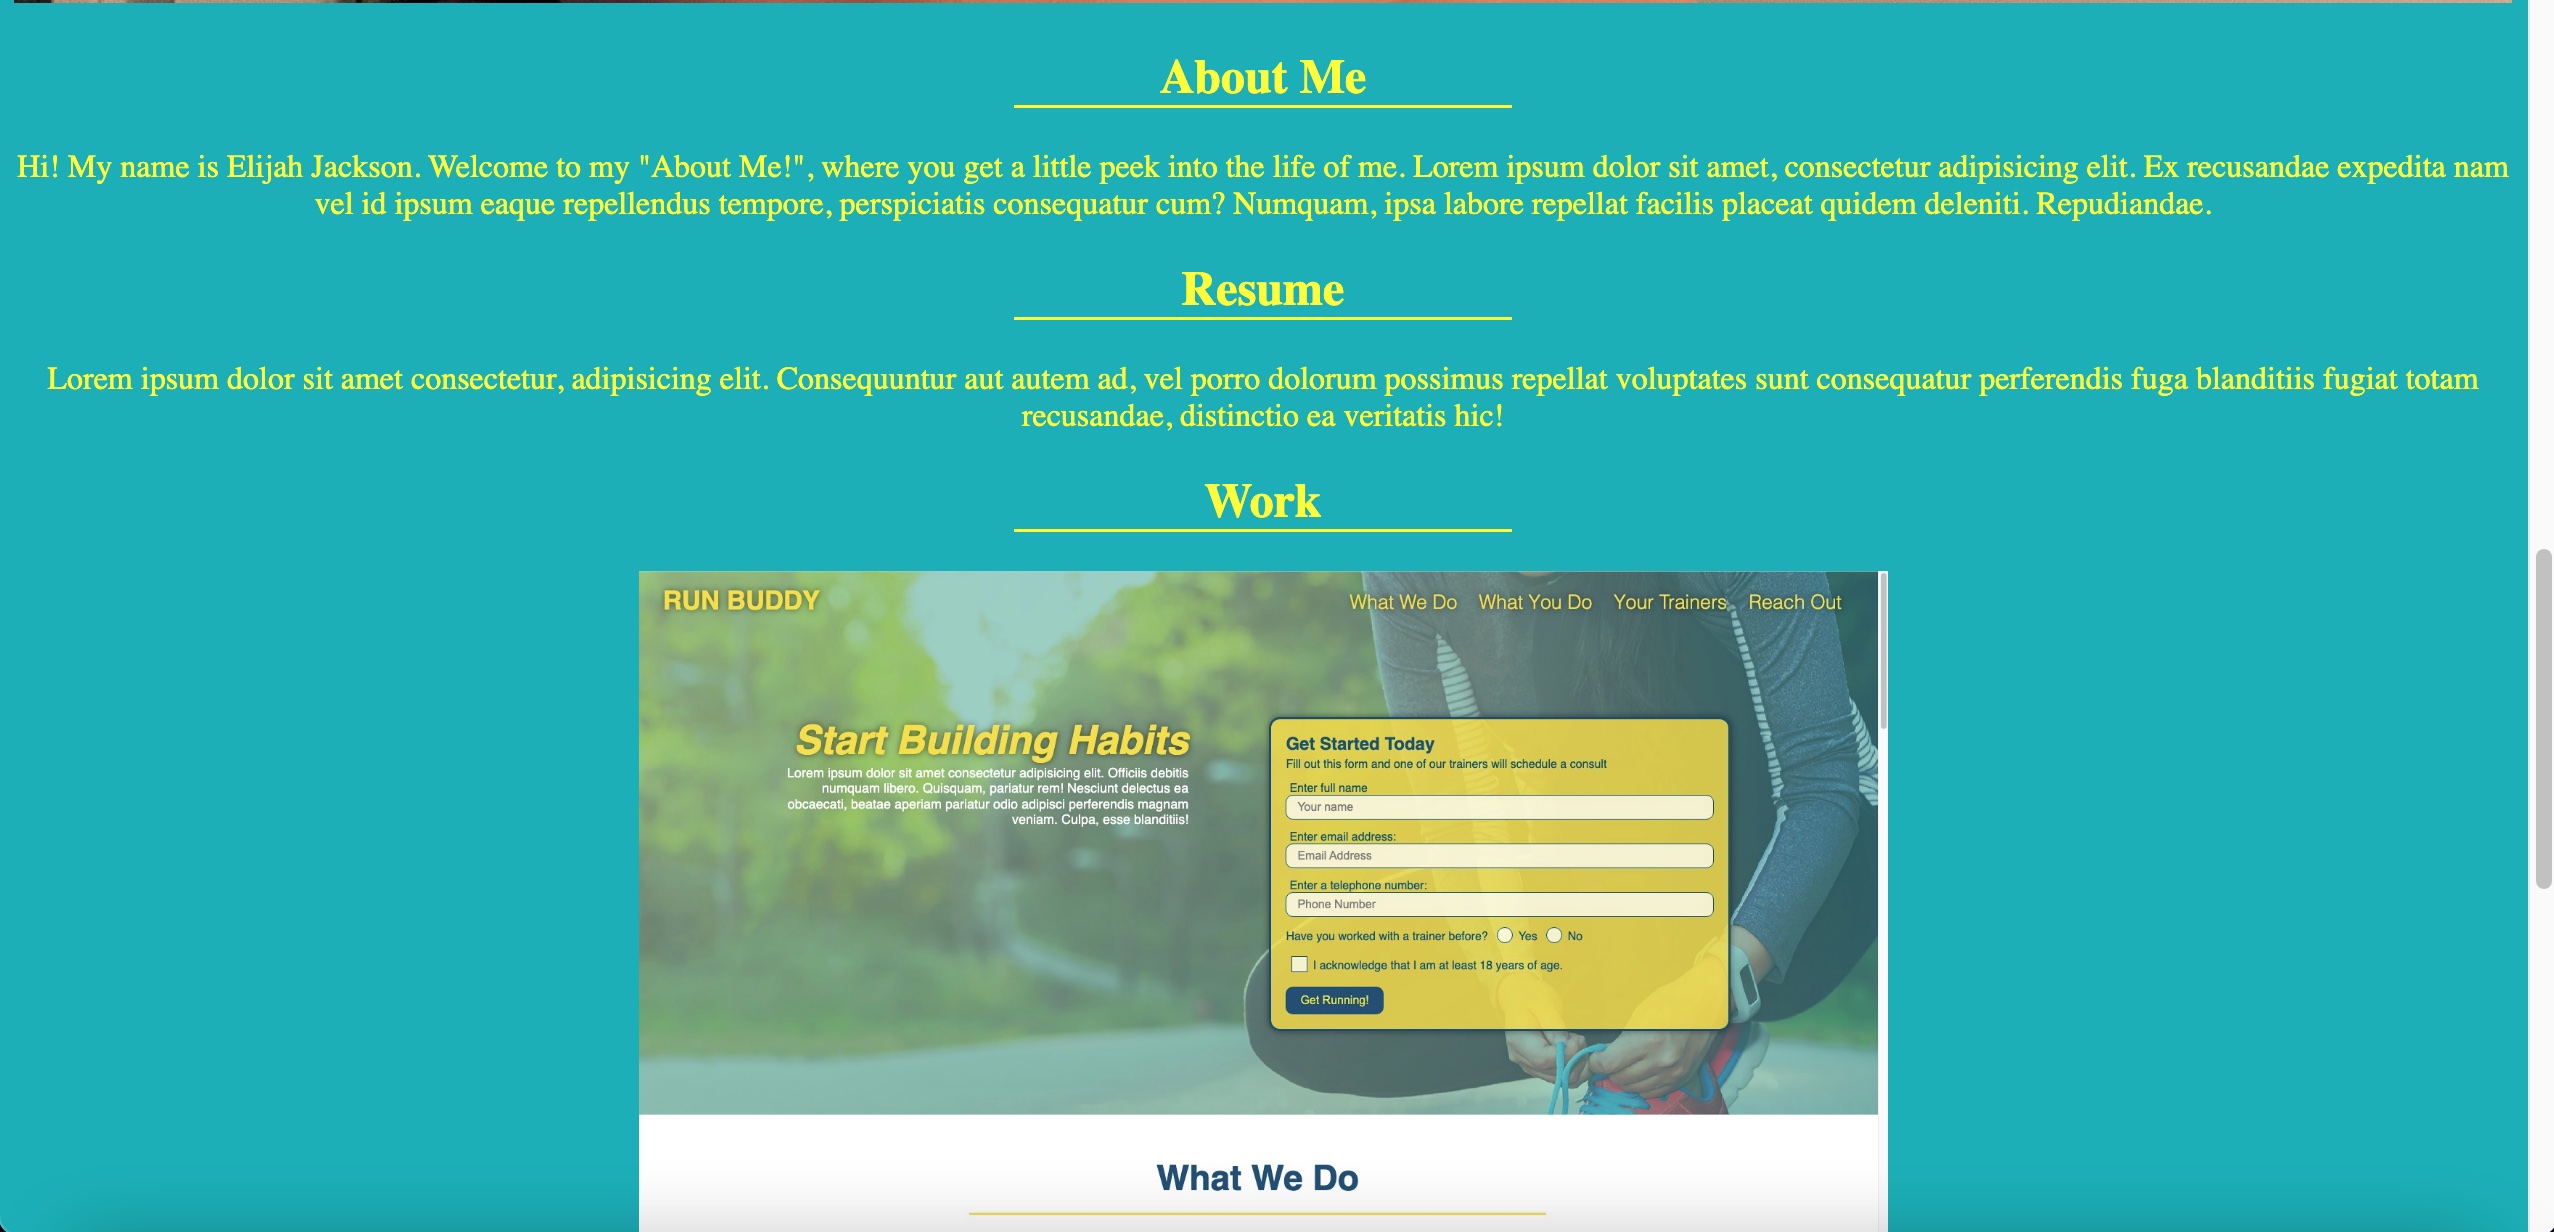 About Me
Hi! My name is Elijah Jackson. Welcome to my "About Me!", where you get a little peek into the life of me. Lorem ipsum dolor sit amet, consectetur adipisicing elit. Ex recusandae expedita nam
vel id ipsum eaque repellendus tempore, perspiciatis consequatur cum? Numquam, ipsa labore repellat facilis placeat quidem deleniti. Repudiandae.
Resume
Lorem ipsum dolor sit amet consectetur, adipisicing elit. Consequuntur aut autem ad, vel porro dolorum possimus repellat voluptates sunt consequatur perferendis fuga blanditiis fugiat totam
recusandae, distinctio ea veritatis hic!
Work
RUN BUDDY
What We Do What You Do Your Trainers Reach Out
Start Building Habits
Lorem ipsum dolor sit amet consectetur adipisicing elit. Officiis debitis
numquam libero. Quisquam, pariatur rem! Nesciunt delectus ea
obcaecati, beatae aperiam pariatur odio adipisci perferendis magnam
veniam. Culpa, esse blanditiis!
Get Started Today
Fill out this form and one of our trainers will schedule a consult
Enter full name
Your name
Enter email address:
Email Address
Enter a telephone number:
Phone Number
Have you worked with a trainer before? Yes No
I acknowledge that I am at least 18 years of age.
Get Running!
What We Do